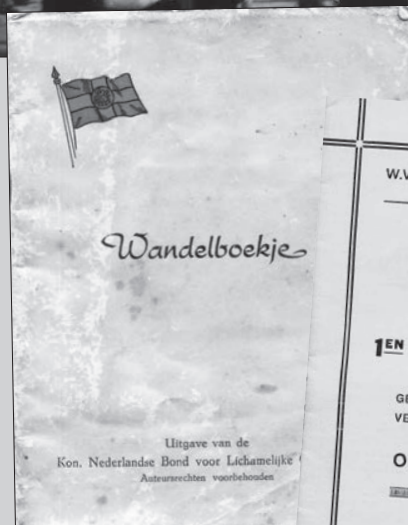 Wandelboekje
Uitgave van de
Kon. Nederlandse Bond voor Lichamelijke
Auteursrechten voorbehouden
W.V
1EN
GE
VE
O